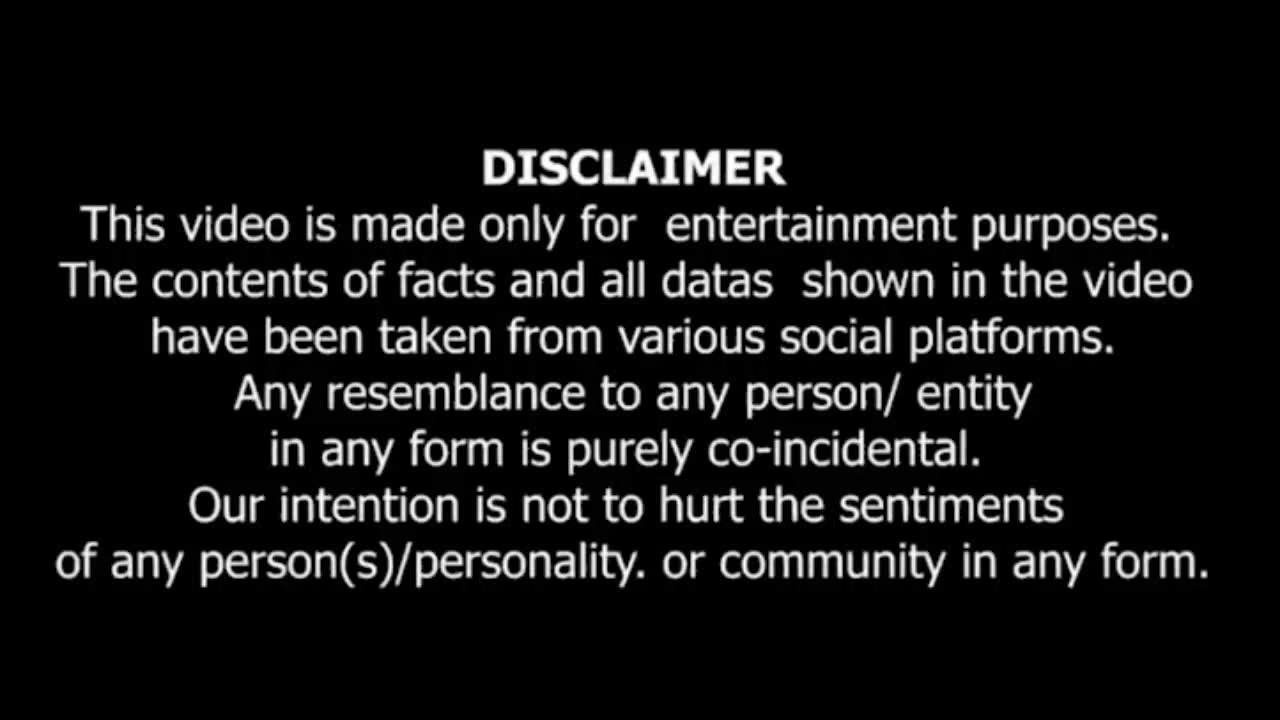 DISCLAIMER
This video is made only for entertainment purposes.
The contents of facts and all datas shown in the video
have been taken from various social platforms.
Any resemblance to any person/ entity
in any form is purely co-incidental.
Our intention is not to hurt the sentiments
of any person(s)/personality. or community in any form.